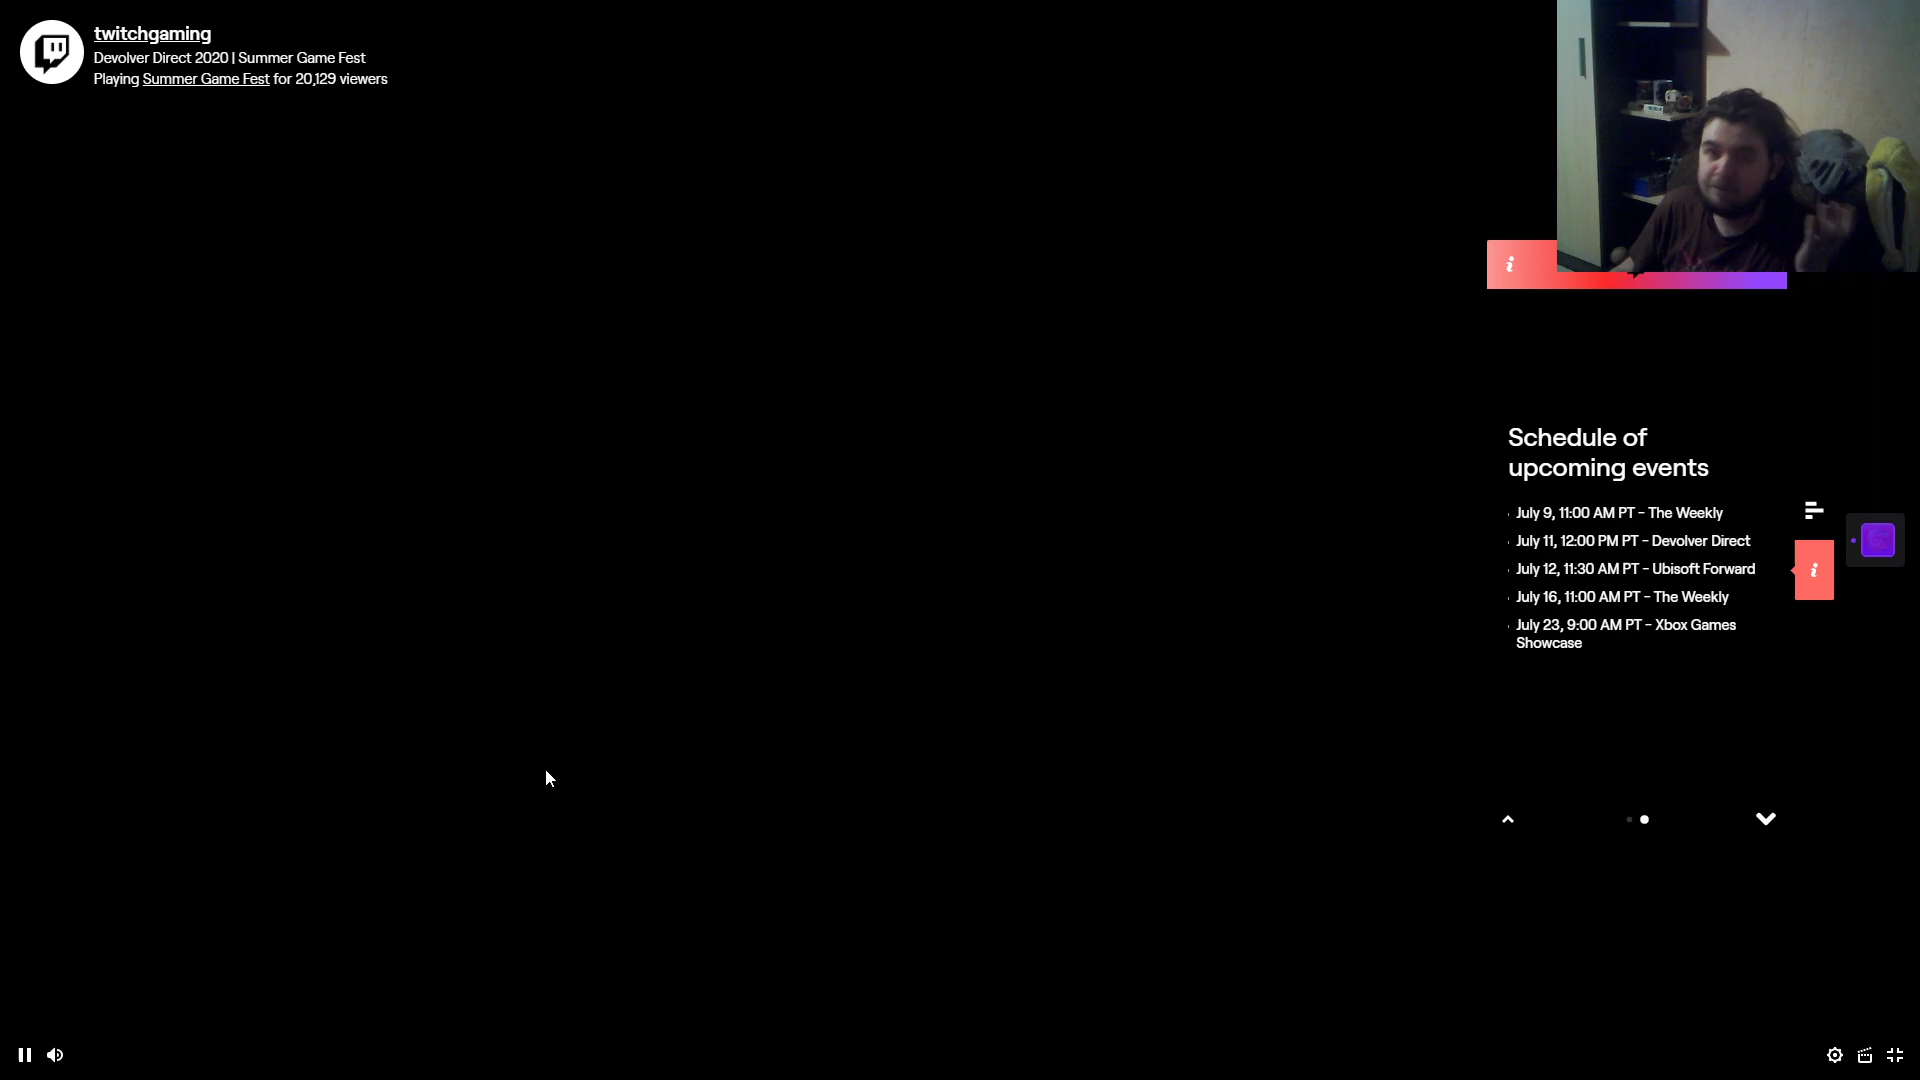 twitchgaming
Devolver Direct 2020 | Summer Game Fest
Playing Summer Game Fest for 20,129 viewers
i
Schedule of
upcoming events
· July 9, 11:00 AM PT - The Weekly
· July 11, 12:00 PM PT - Devolver Direct
· July 12, 11:30 AM PT - Ubisoft Forward
· July 16, 11:00 AM PT - The Weekly
· July 23, 9:00 AM PT - Xbox Games
Showcase
i